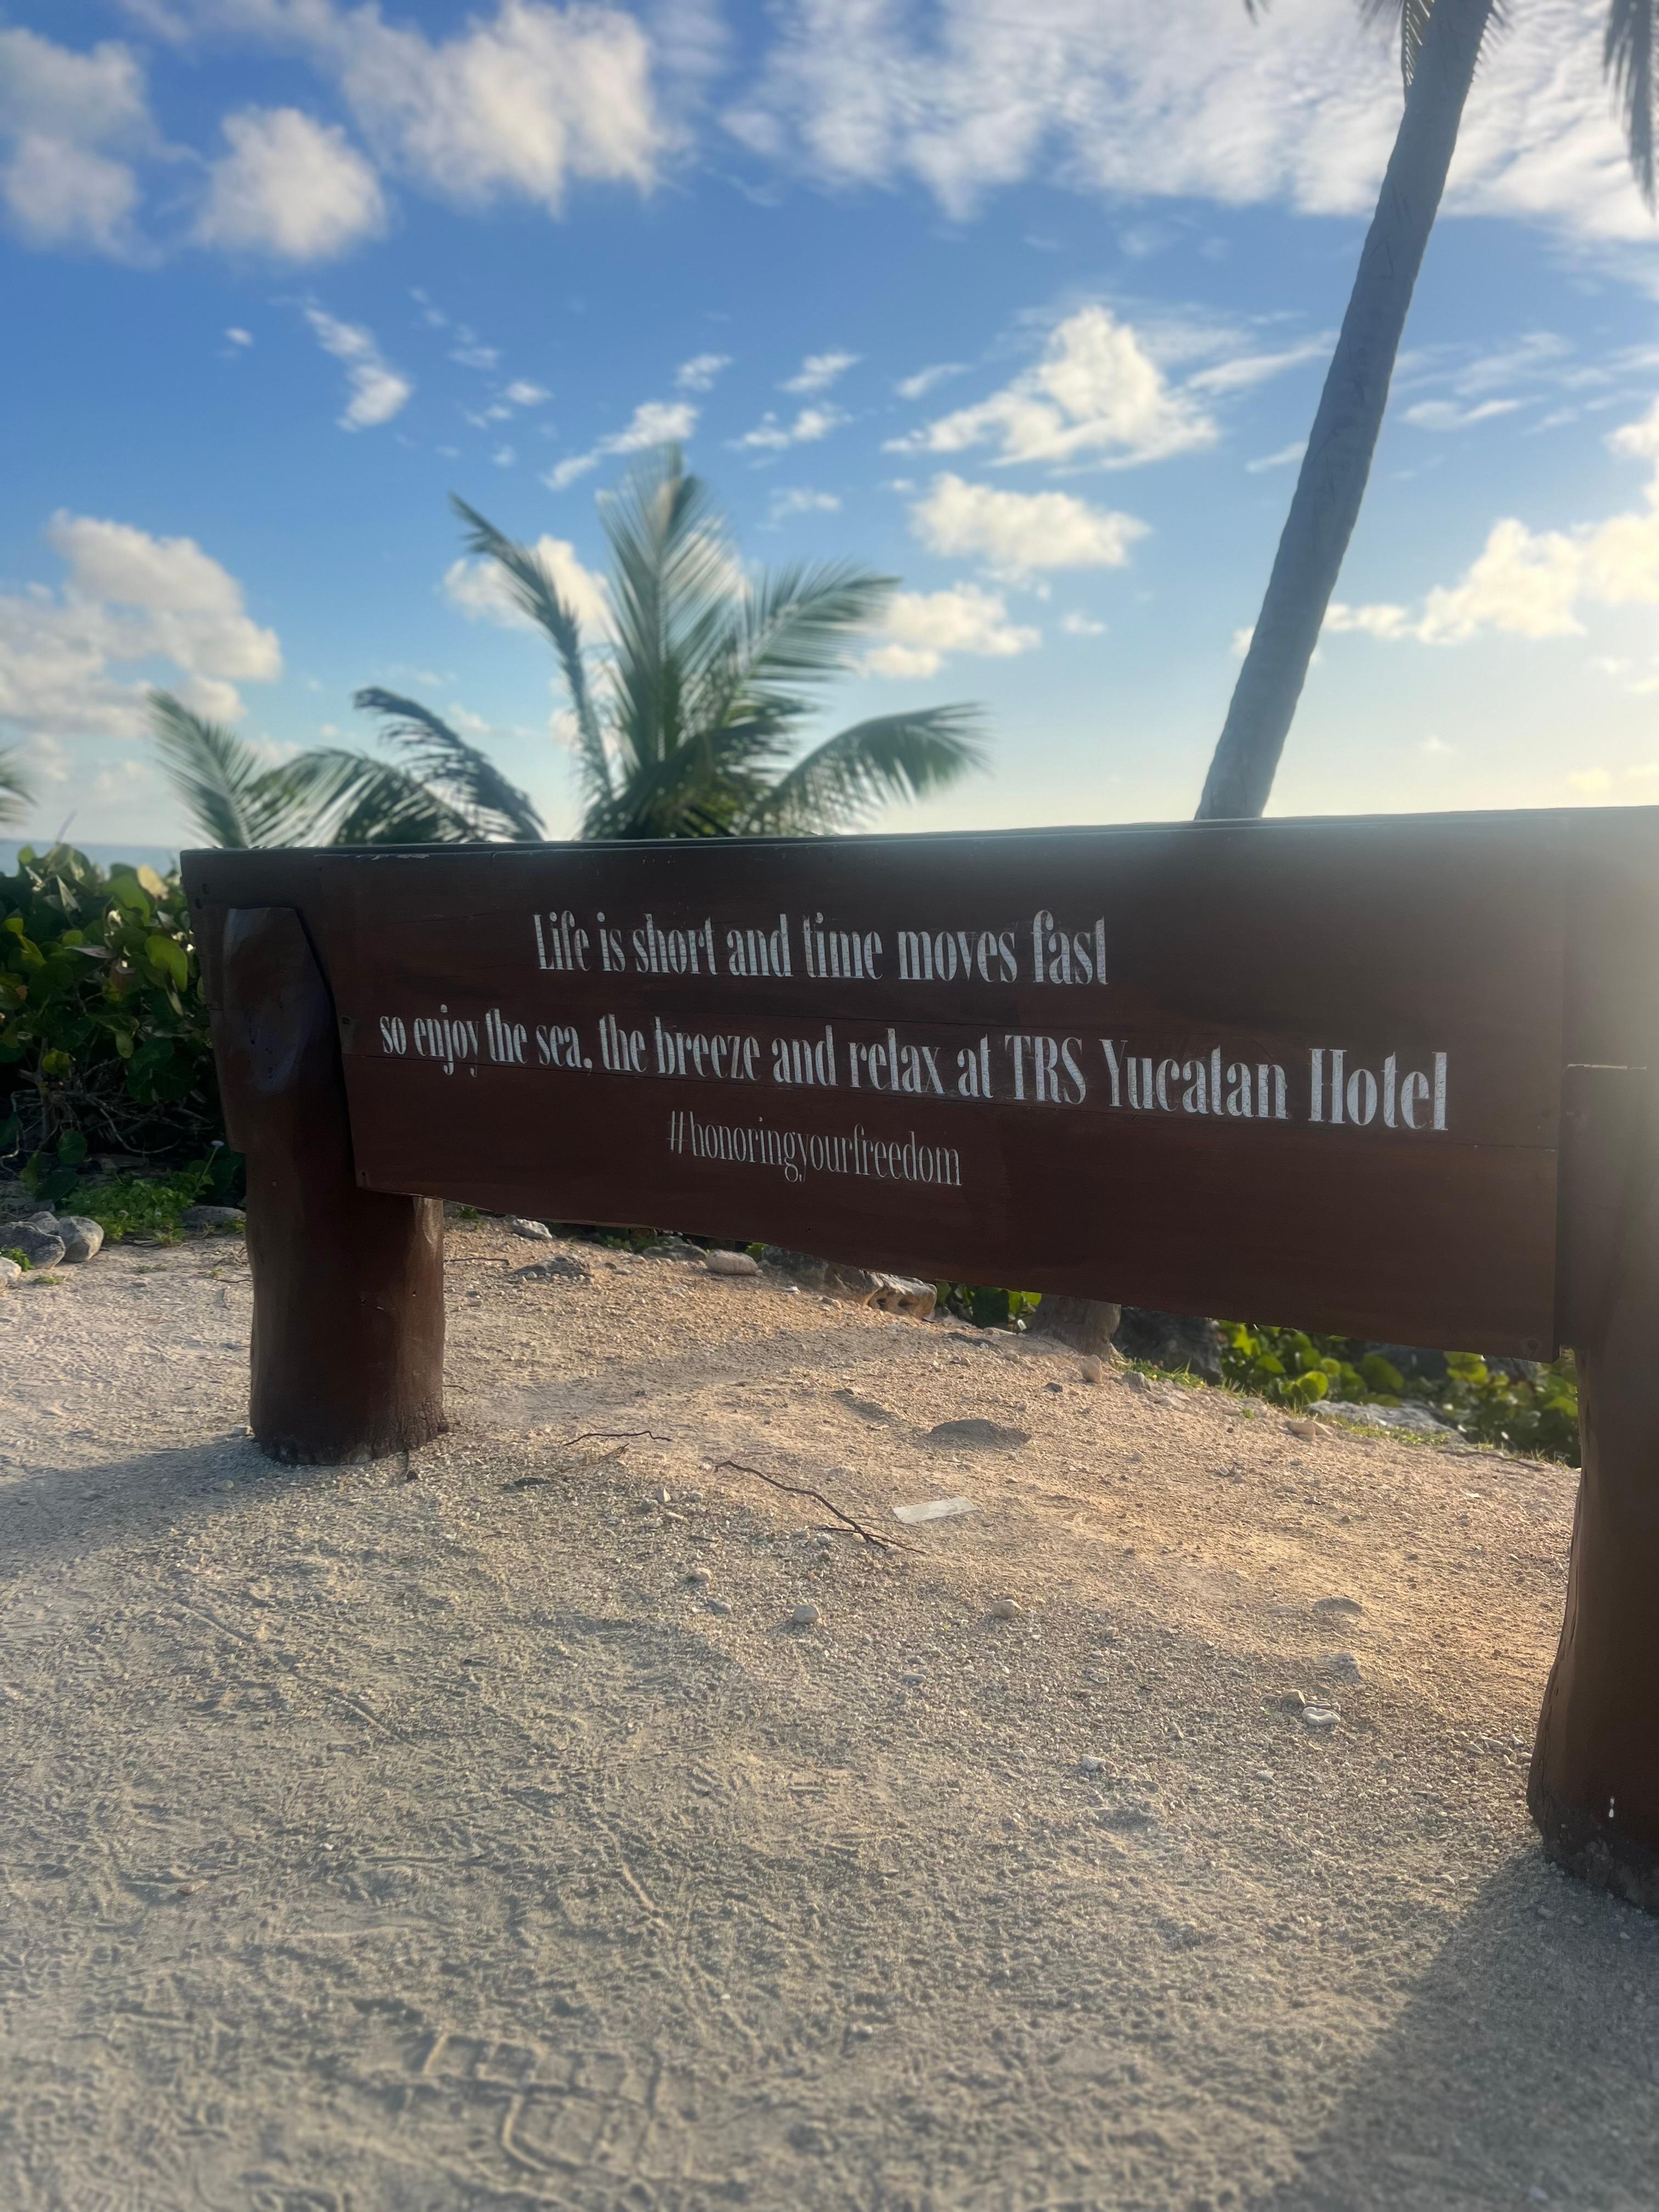 Life is short and time moves fast
so enjoy the sea, the breeze and relax at TRS Yucatan Hotel
#honoringyourfreedom